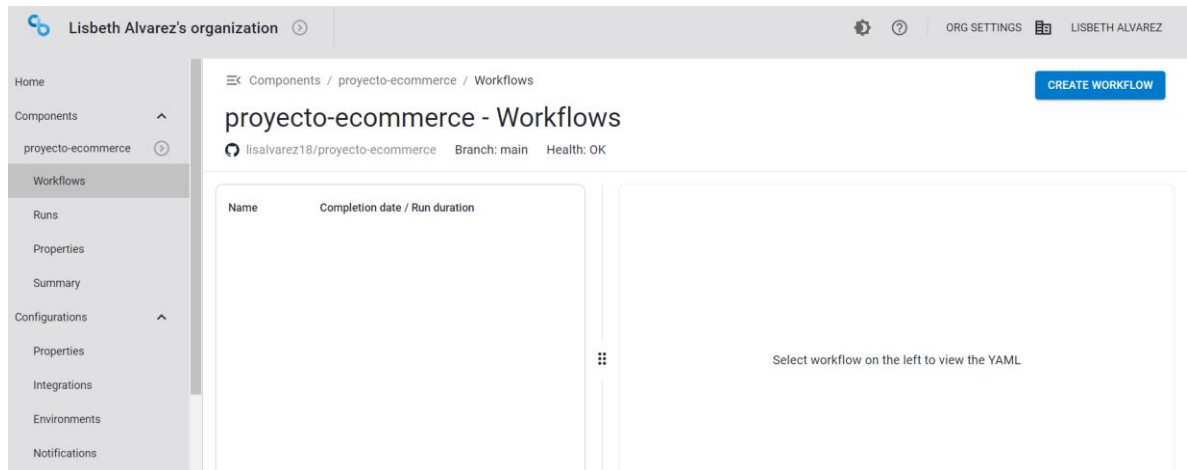 Lisbeth Alvarez's organization
ORG SETTINGS
LISBETH ALVAREZ
Home
Components
proyecto-ecommerce
Workflows
Runs
Properties
Summary
Configurations
Properties
Integrations
Environments
Notifications
Components / proyecto-ecommerce / Workflows
CREATE WORKFLOW
proyecto-ecommerce - Workflows
lisalvarez18/proyecto-ecommerce Branch: main Health: OK
Name Completion date / Run duration
Select workflow on the left to view the YAML